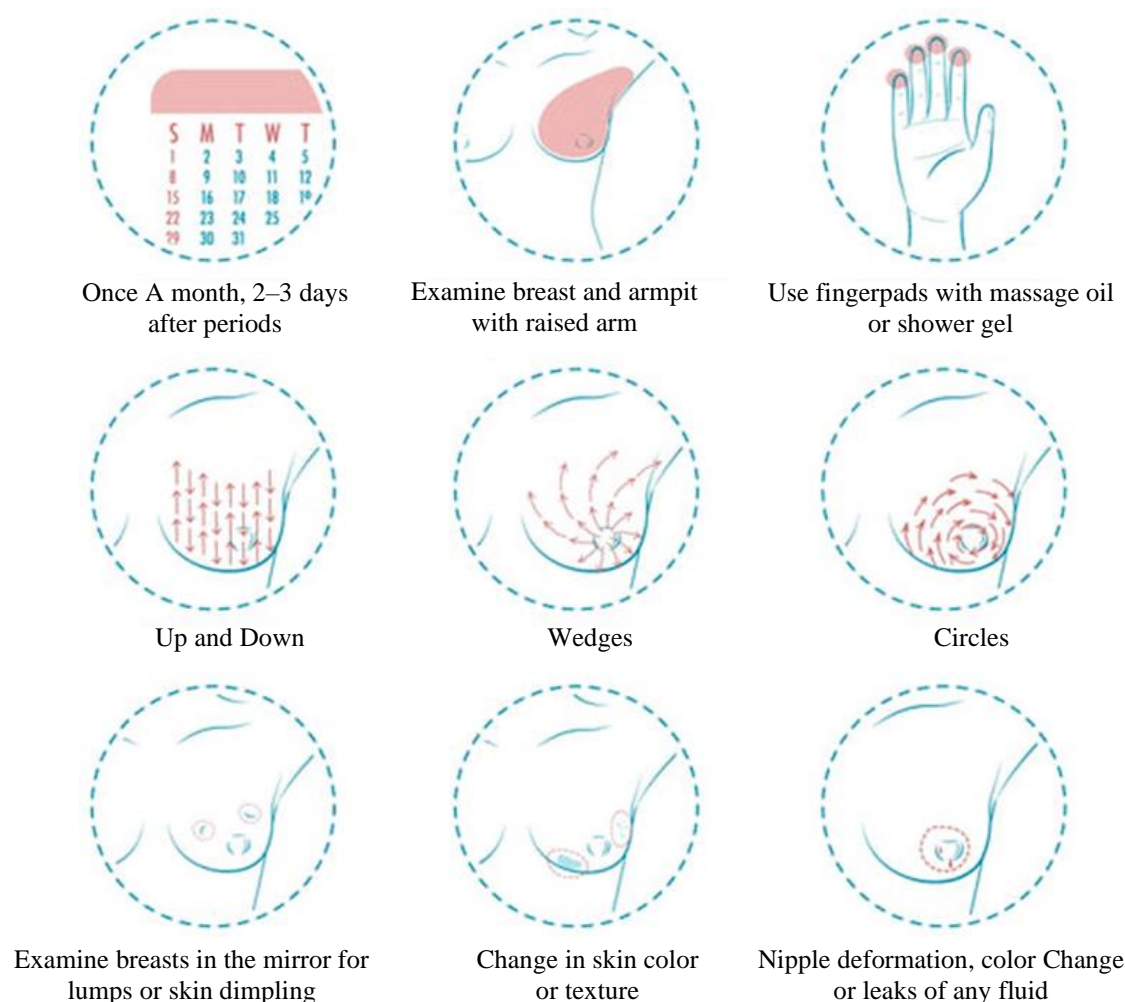 S M T W T
1 2 3 4 5
8 9 10 11 12
15 16 17 18 19
22 23 24 25
29 30 31
Once A month, 2–3 days
after periods
Examine breast and armpit
with raised arm
Use fingerpads with massage oil
or shower gel
Up and Down
Wedges
Circles
Examine breasts in the mirror for
lumps or skin dimpling
Change in skin color
or texture
Nipple deformation, color Change
or leaks of any fluid